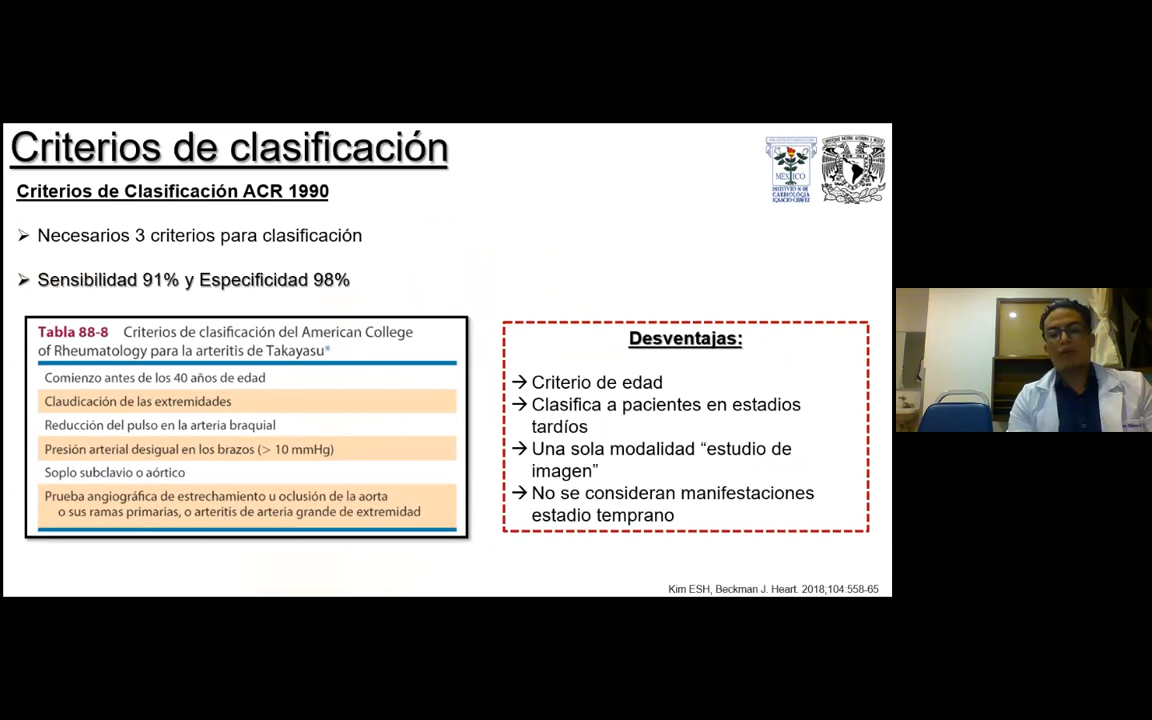 Criterios de clasificación
Criterios de Clasificación ACR 1990
➢ Necesarios 3 criterios para clasificación
➢ Sensibilidad 91% y Especificidad 98%
Tabla 88-8 Criterios de clasificación del American College
of Rheumatology para la arteritis de Takayasu*
Comienzo antes de los 40 años de edad
Claudicación de las extremidades
Reducción del pulso en la arteria braquial
Presión arterial desigual en los brazos (> 10 mmHg)
Soplo subclavio o aórtico
Prueba angiográfica de estrechamiento u oclusión de la aorta
o sus ramas primarias, o arteritis de arteria grande de extremidad
Desventajas:
→ Criterio de edad
→ Clasifica a pacientes en estadios
tardíos
→ Una sola modalidad “estudio de
imagen”
→ No se consideran manifestaciones
estadio temprano
MEXICO
CARDIOLOGIA
IGNACIO CHAVEZ
Kim ESH, Beckman J. Heart. 2018;104:558-65